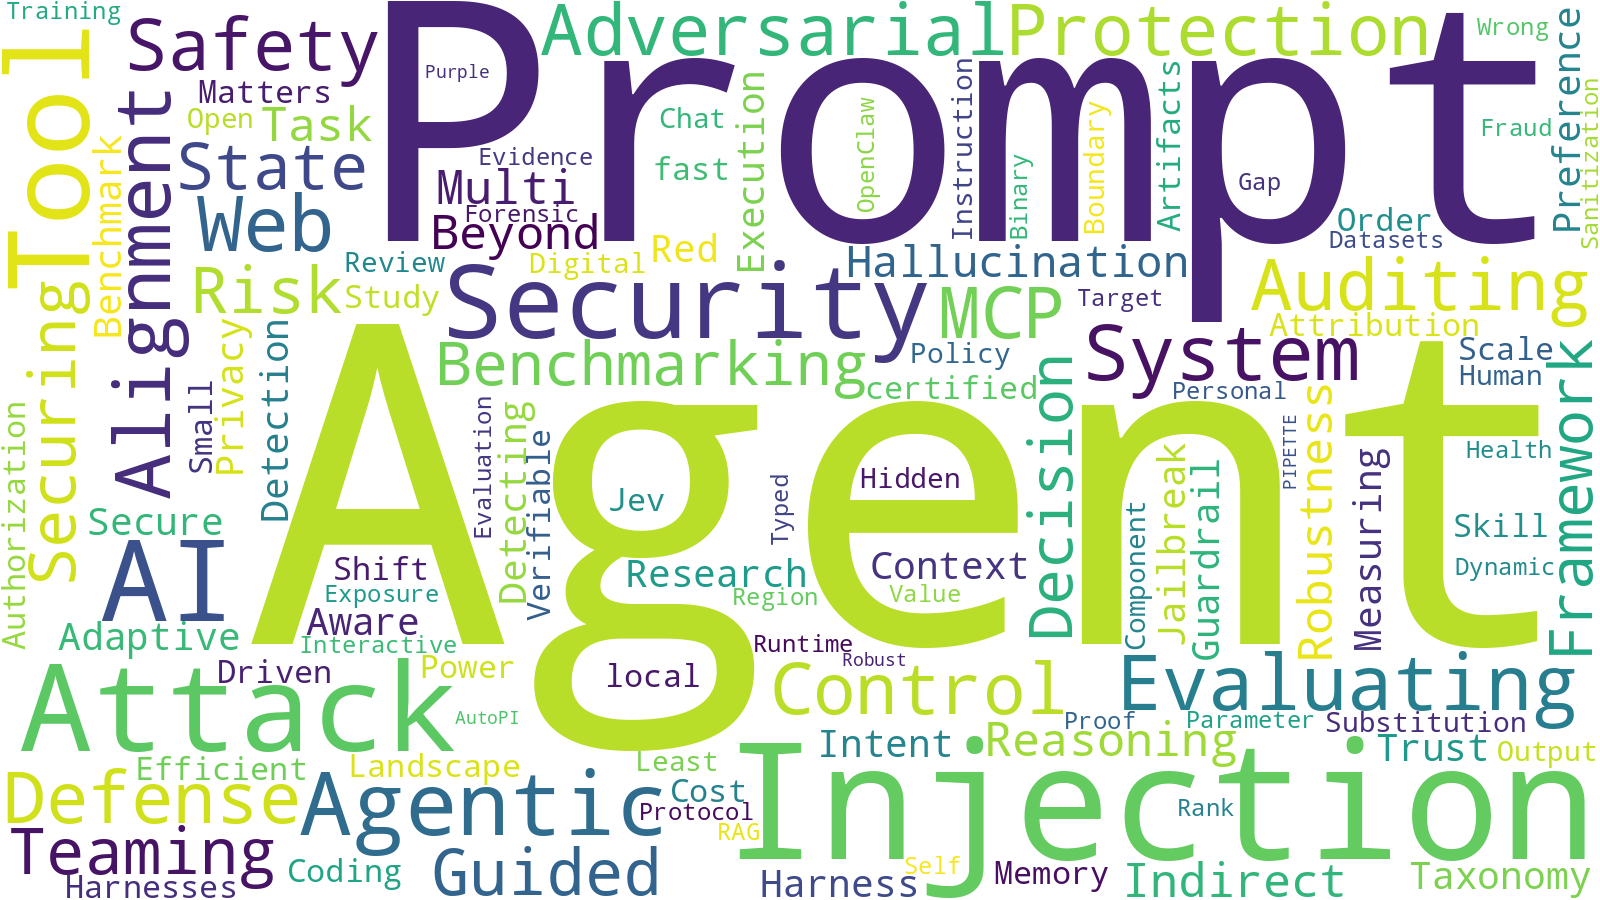 Training
Safety
Prompt
Adversarial
Protection
Wrong
Tool
Purple
Matters
Open
Task
Chat
Execution
OpenClaw
Instruction
Binary
Boundary
Artifacts
Fraud
Preference
Sanitization
Benchmark
Alignment
State
Evidence
fast
Multi
Gap
Web
Forensic
Beyond
Order
Datasets
Review
Digital
Red
Hallucination
Securing
Risk
Study
Security
MCP
Target
Auditing
Attribution
Privacy
Detection
Benchmarking
Policy
System
Scale
Human
Small
certified
Decision
Personal
Framework
Authorization
Agent
Evaluation
Detecting
Verifiable
Jev
Typed
Hidden
Component
Jailbreak
Guardrail
PIPETTE
Robustness
Measuring
Health
Secure
Skill
AI
Shift
Exposure
Research
Region
Context
Value
Dynamic
Adaptive
Aware
Interactive
Runtime
Attack
Driven
Power
local
Robust
Control
Evaluating
AutoPI
Proof
Parameter
Substitution
Efficient
Landscape
Least
Intent
Reasoning
Trust
Output
Defense
Agentic
Cost
Protocol
RAG
Injection
Rank
Teaming
Harnesses
Coding
Guided
Harness
Self
Memory
Indirect
Taxonomy